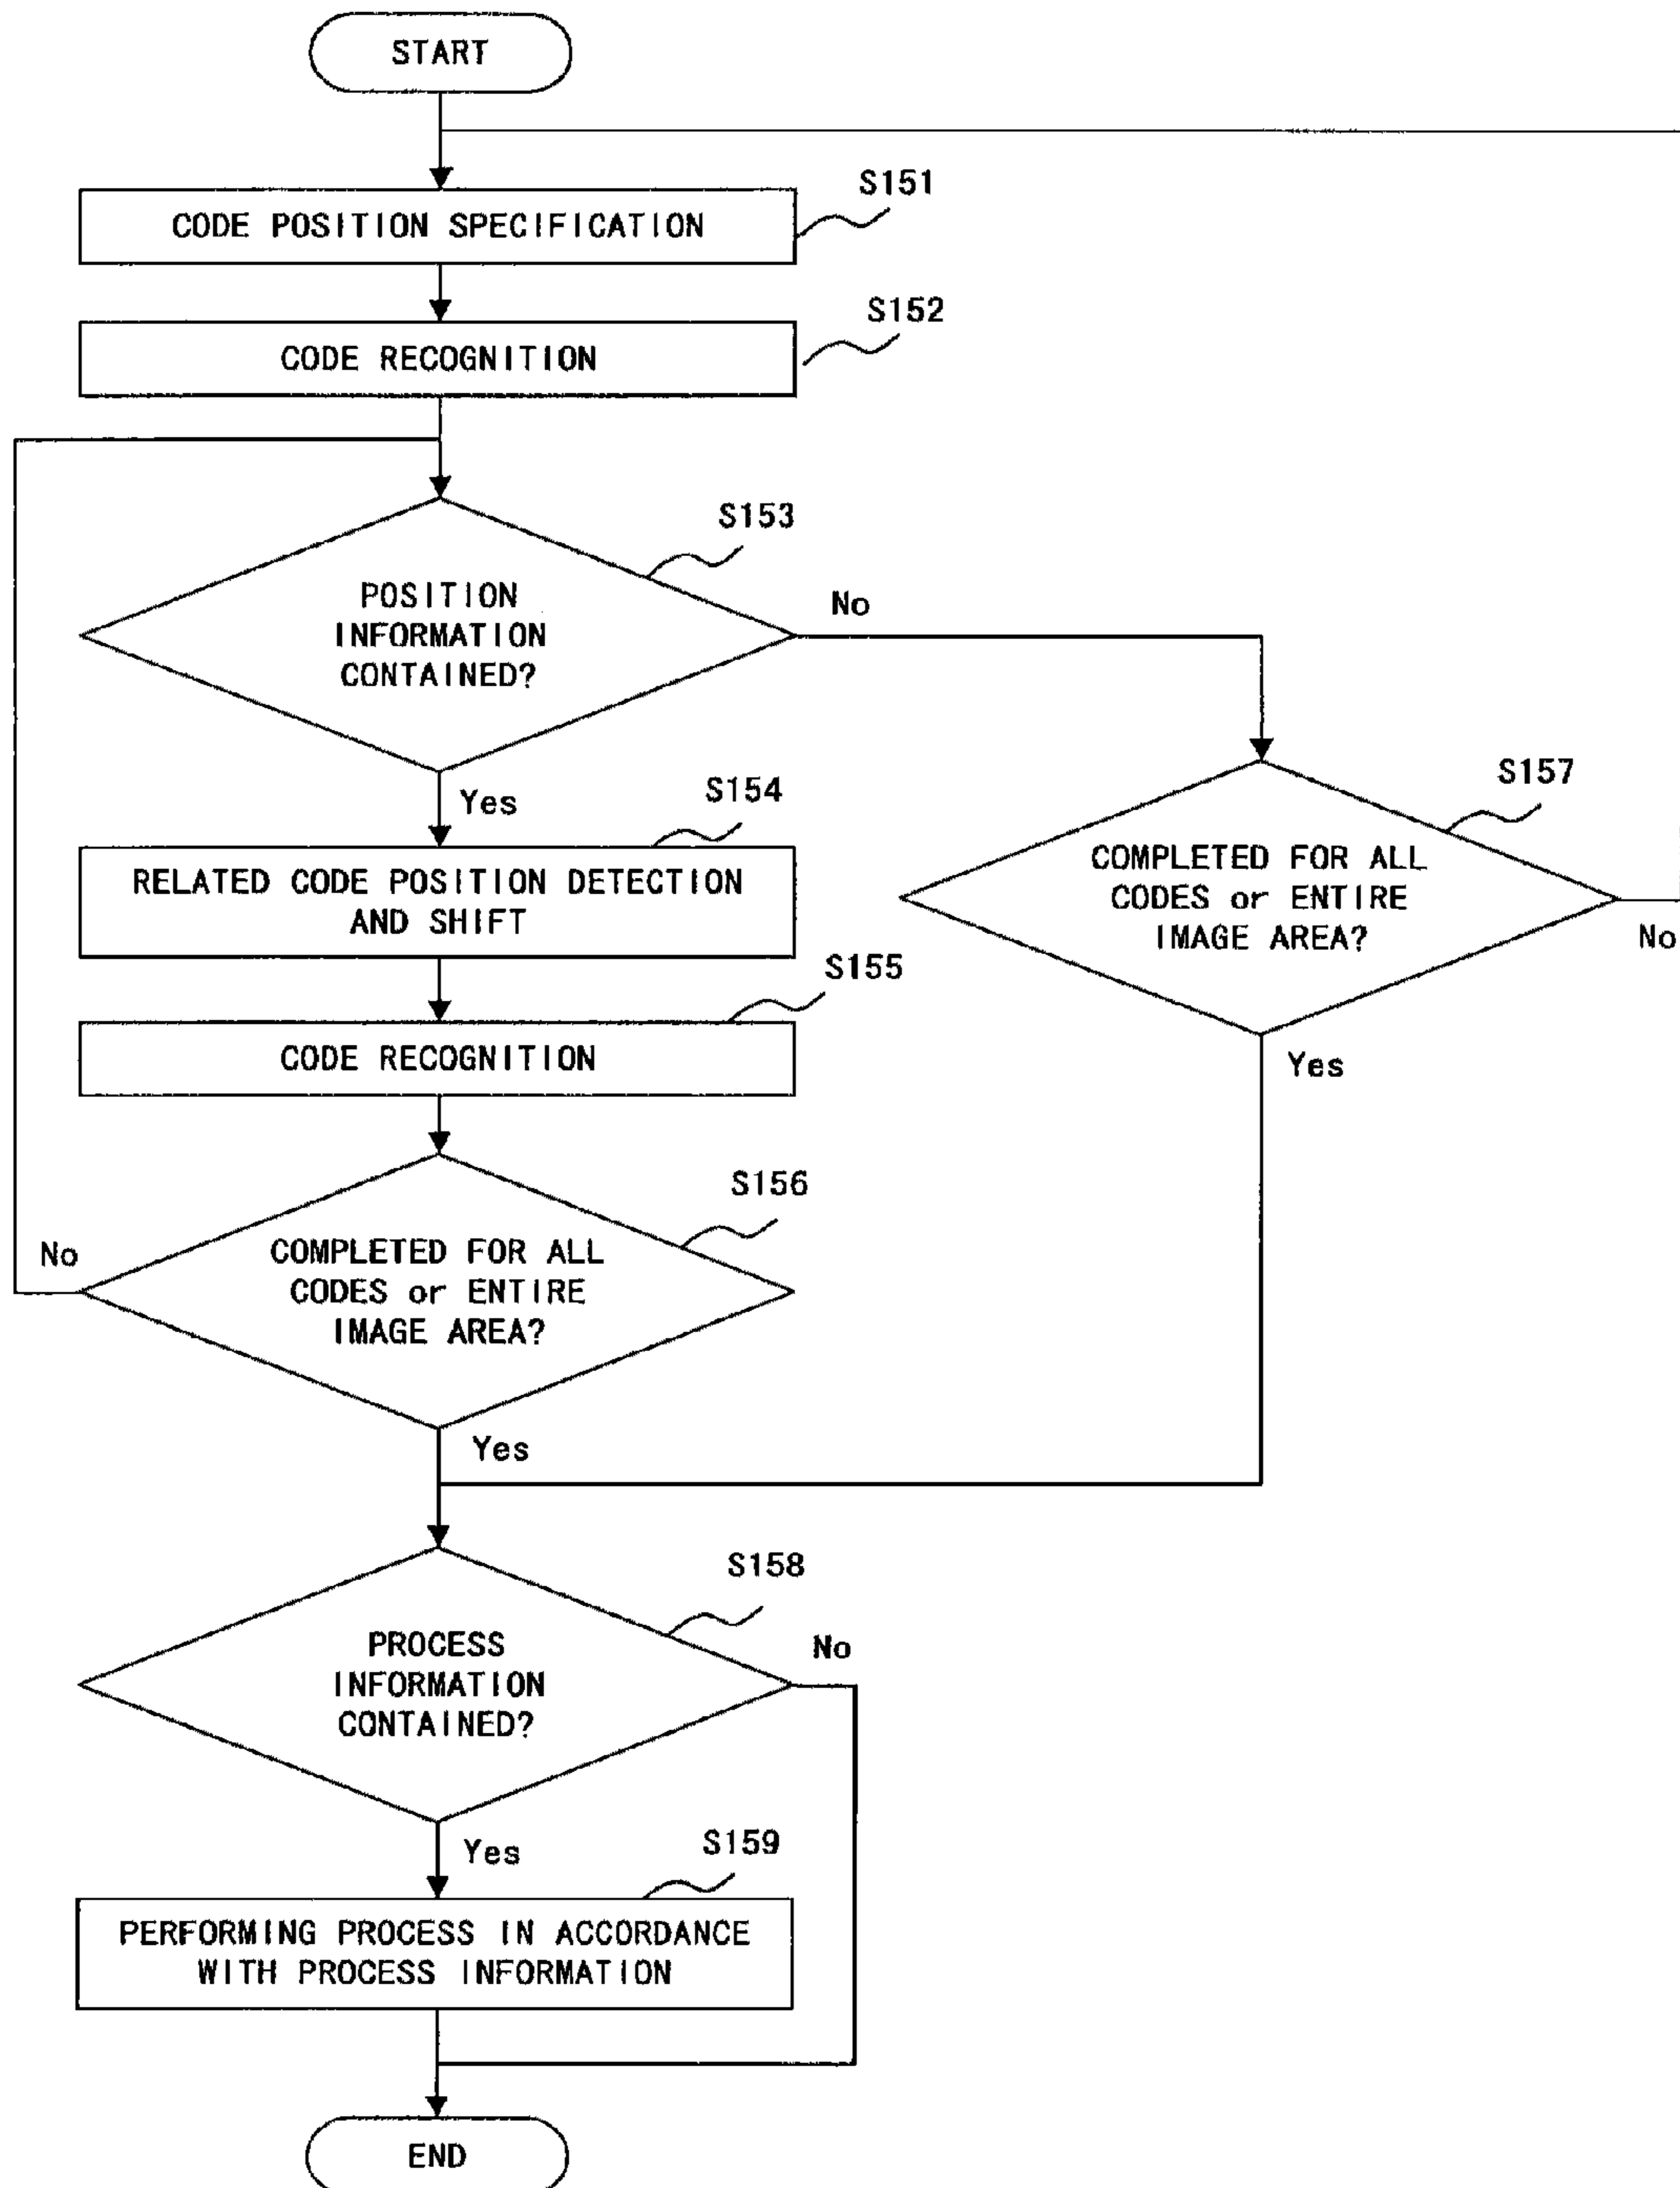 START
S151
CODE POSITION SPECIFICATION
S152
CODE RECOGNITION
S153
POSITION
INFORMATION
CONTAINED?
No
Yes
S154
RELATED CODE POSITION DETECTION
AND SHIFT
S155
CODE RECOGNITION
S156
COMPLETED FOR ALL
CODES or ENTIRE
IMAGE AREA?
No
Yes
S157
COMPLETED FOR ALL
CODES or ENTIRE
IMAGE AREA?
No
Yes
S158
PROCESS
INFORMATION
CONTAINED?
No
Yes
S159
PERFORMING PROCESS IN ACCORDANCE
WITH PROCESS INFORMATION
END